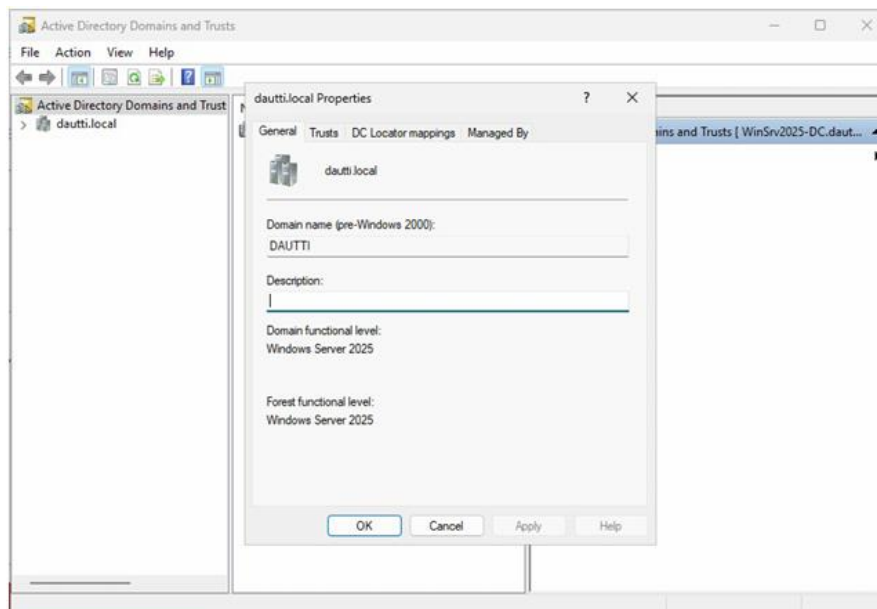 Active Directory Domains and Trusts
File Action View Help
Active Directory Domains and Trust
dautti.local
dautti.local Properties
General Trusts DC Locator mappings Managed By
dautti.local
Domain name (pre-Windows 2000):
DAUTTI
Description:
Domain functional level:
Windows Server 2025
Forest functional level:
Windows Server 2025
OK Cancel Apply Help
ains and Trusts [ WinSrv2025-DC.daut...